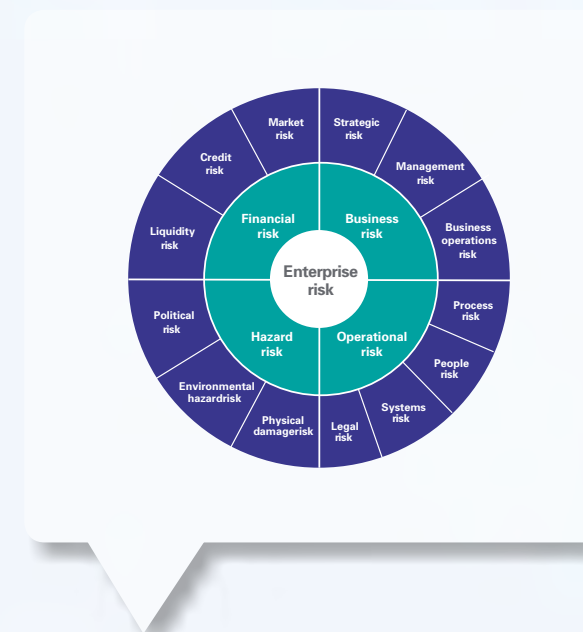 Market
risk
Strategic
risk
Credit
risk
Management
risk
Liquidity
risk
Financial
risk
Business
risk
Business
operations
risk
Enterprise
risk
Political
risk
Hazard
risk
Operational
risk
Process
risk
People
risk
Environmental
hazardrisk
Physical
damagerisk
Legal
risk
Systems
risk